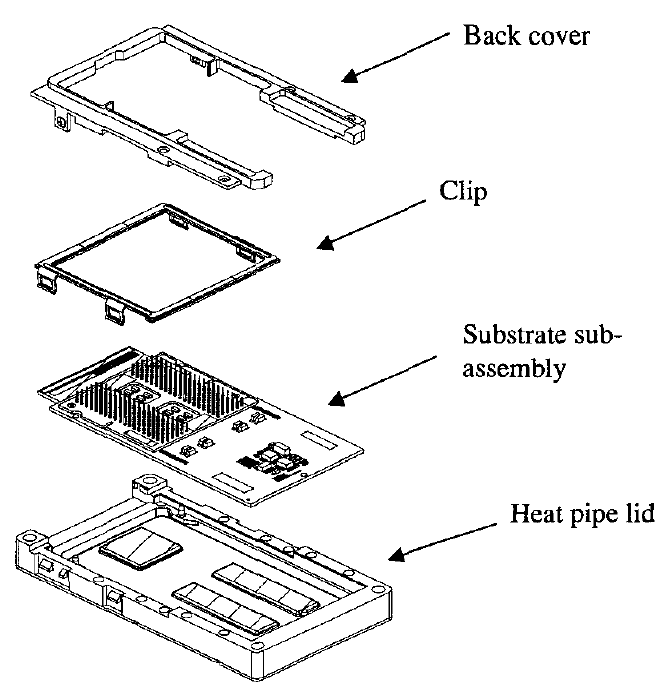 Back cover
Clip
Substrate sub-
assembly
Heat pipe lid